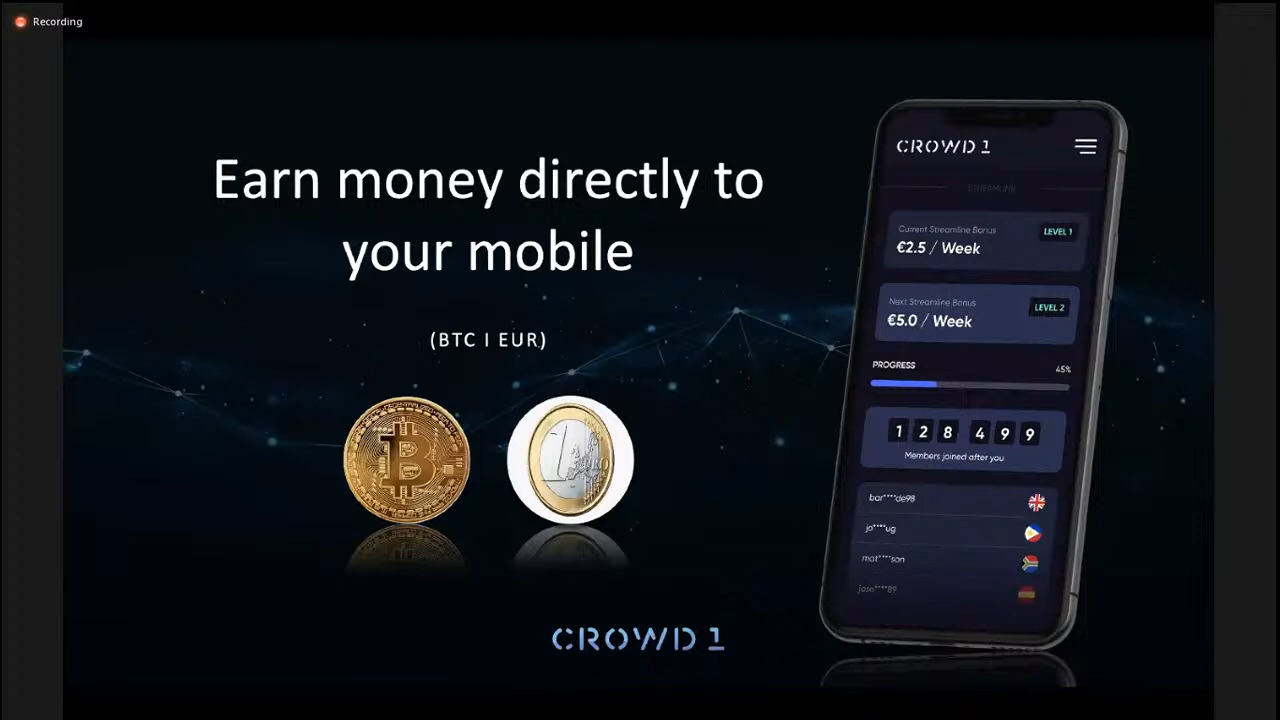 Recording
Earn money directly to
your mobile
(BTC I EUR)
CROWD 1
CROWD 1
STREAMLINE
Current Streamline Bonus
LEVEL 1
€2.5 / Week
Next Streamline Bonus
LEVEL 2
€5.0 / Week
PROGRESS
45%
1 2 8 4 9 9
Members joined after you
bar****de98
jo****ug
mat****son
jose****89